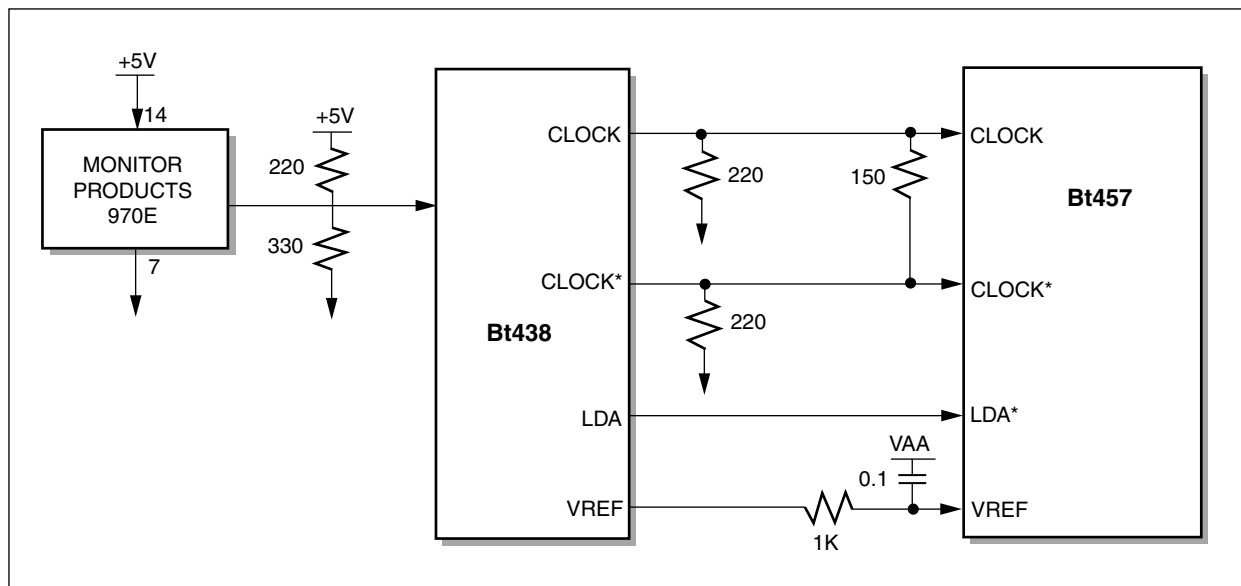 +5V
14
MONITOR
PRODUCTS
970E
7
+5V
220
330
Bt438
CLOCK
CLOCK*
LDA
VREF
220
150
220
1K
VAA
0.1
Bt457
CLOCK
CLOCK*
LDA*
VREF